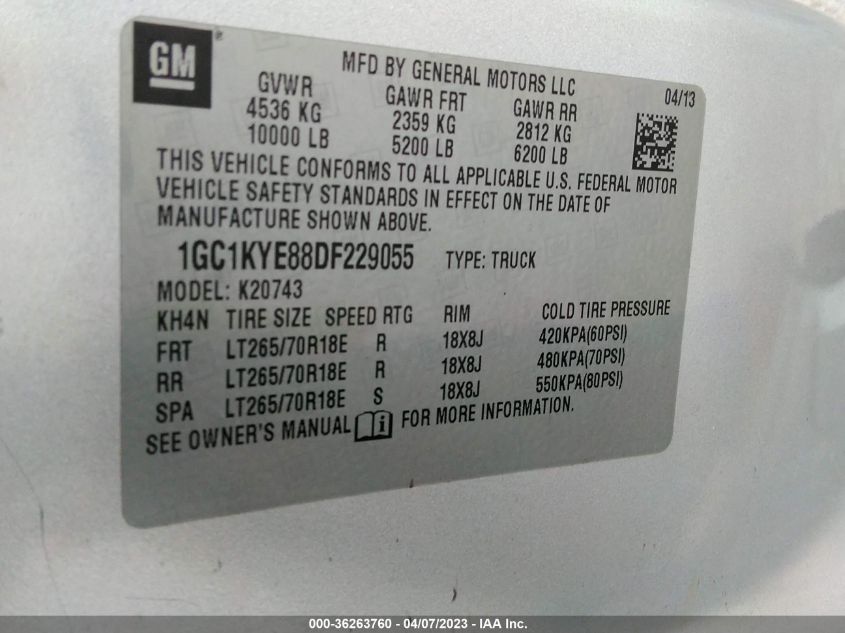 GM
MFD BY GENERAL MOTORS LLC
04/13
GVWR GAWR FRT GAWR RR
4536 KG 2359 KG 2812 KG
10000 LB 5200 LB 6200 LB
THIS VEHICLE CONFORMS TO ALL APPLICABLE U.S. FEDERAL MOTOR
VEHICLE SAFETY STANDARDS IN EFFECT ON THE DATE OF
MANUFACTURE SHOWN ABOVE.
1GC1KYE88DF229055 TYPE: TRUCK
MODEL: K20743
KH4N TIRE SIZE SPEED RTG RIM COLD TIRE PRESSURE
FRT LT265/70R18E R 18X8J 420KPA(60PSI)
RR LT265/70R18E R 18X8J 480KPA(70PSI)
SPA LT265/70R18E S 18X8J 550KPA(80PSI)
SEE OWNER'S MANUAL FOR MORE INFORMATION.
000-36263760 - 04/07/2023 - IAA Inc.